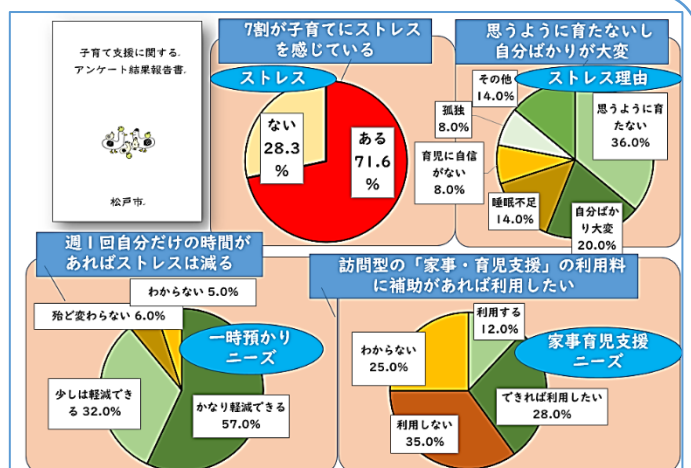 子育て支援に関する.
アンケート結果報告書.
松戸市.
7割が子育てにストレス
を感じている
ストレス
ない
28.3
%
ある
71.6
%
思うように育たないし
自分ばかりが大変
ストレス理由
その他
14.0%
孤独
8.0%
育児に自信
がない
8.0%
睡眠不足
14.0%
自分ばか
り大変
20.0%
思うように育
たない
36.0%
週1回自分だけの時間が
あればストレスは減る
一時預かり
ニーズ
わからない 5.0%
殆ど変わらない 6.0%
少しは軽減でき
る 32.0%
かなり軽減できる
57.0%
訪問型の「家事・育児支援」の利用料
に補助があれば利用したい
家事育児支援
ニーズ
利用する
12.0%
わからない
25.0%
できれば利用したい
28.0%
利用しない
35.0%